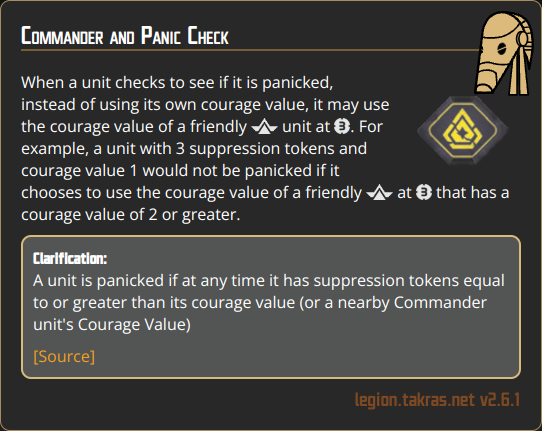 Commander and Panic Check
When a unit checks to see if it is panicked,
instead of using its own courage value, it may use
the courage value of a friendly unit at 3. For
example, a unit with 3 suppression tokens and
courage value 1 would not be panicked if it
chooses to use the courage value of a friendly at 3 that has a
courage value of 2 or greater.
Clarification:
A unit is panicked if at any time it has suppression tokens equal
to or greater than its courage value (or a nearby Commander
unit's Courage Value)
[Source]
legion.takras.net v2.6.1